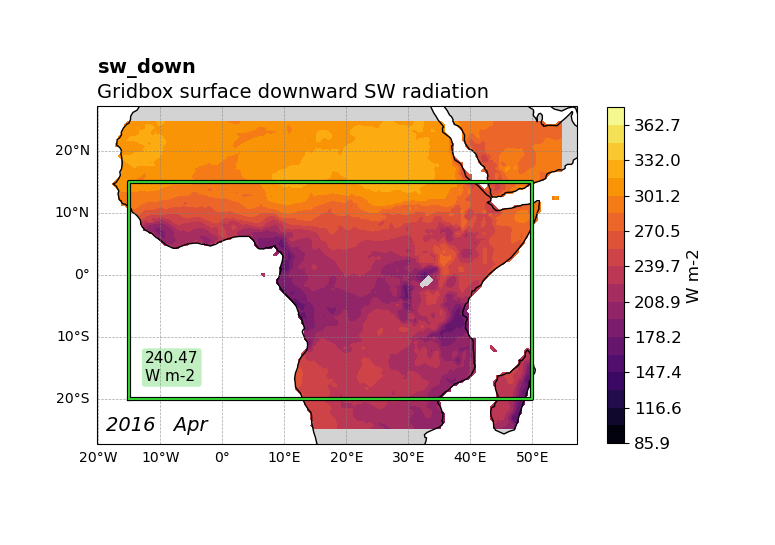 sw_down
Gridbox surface downward SW radiation
20°N
10°N
0°
10°S
20°S
20°W 10°W 0° 10°E 20°E 30°E 40°E 50°E
240.47
W m-2
2016 Apr
362.7
332.0
301.2
270.5
239.7
208.9
178.2
147.4
116.6
85.9
W m-2